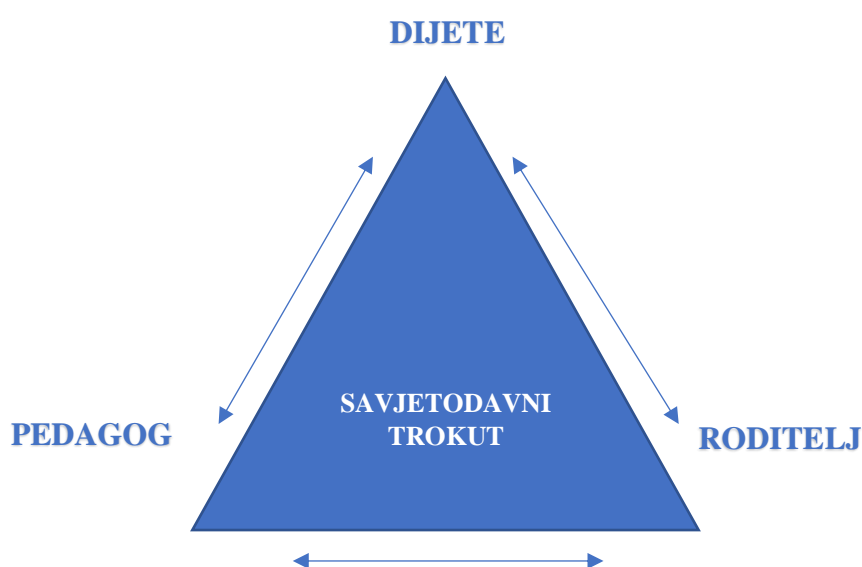 DIJETE
SAVJETODAVNI
TROKUT
PEDAGOG
RODITELJ